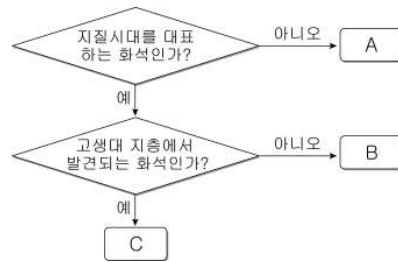 지질시대를 대표
하는 화석인가?
아니오
A
예
고생대 지층에서
발견되는 화석인가?
아니오
B
예
C